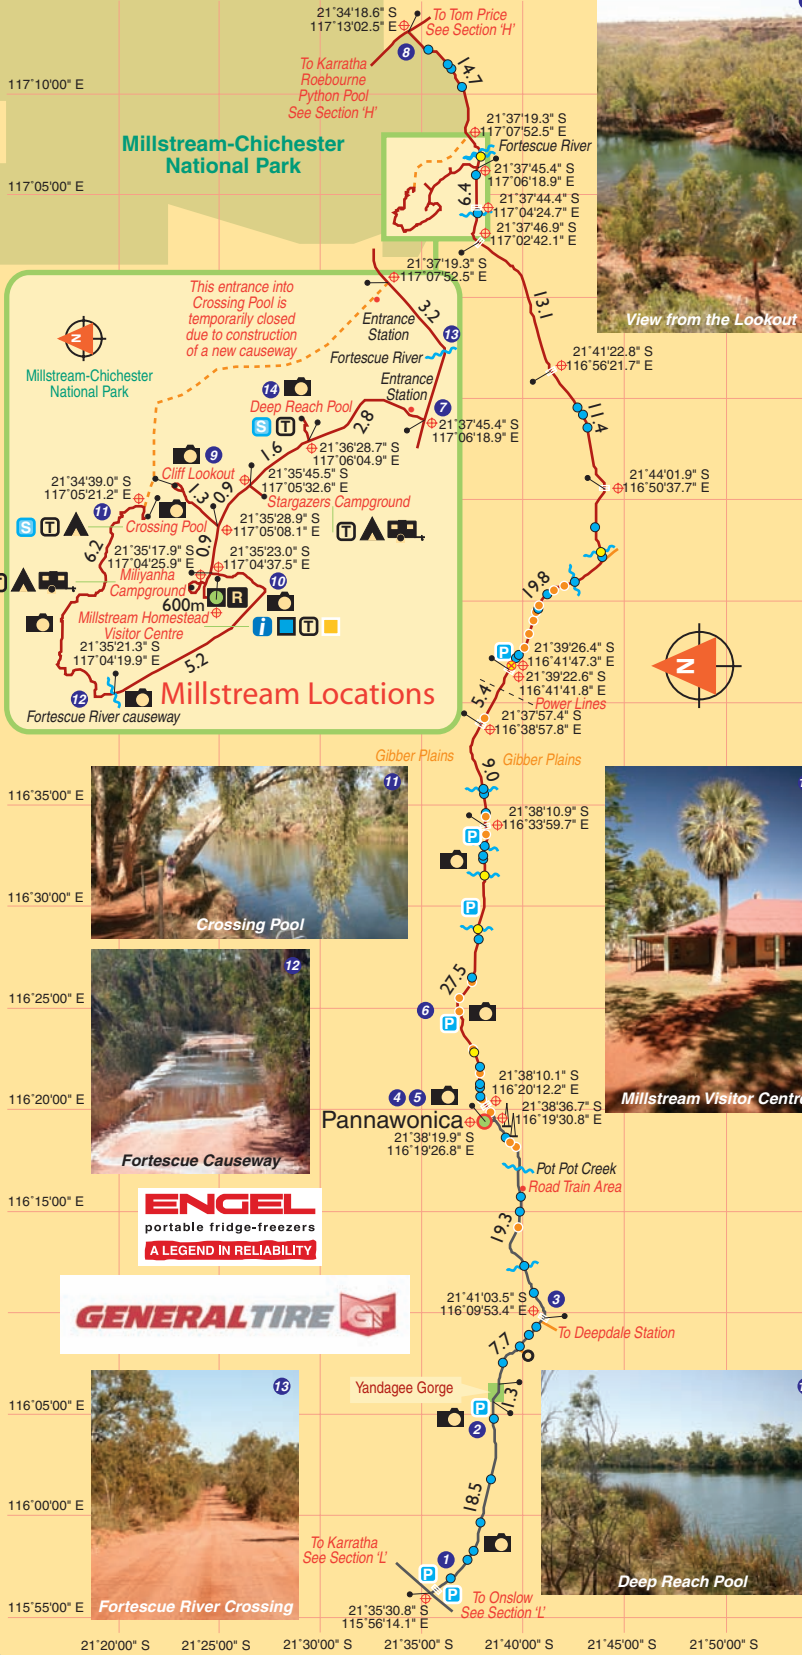 21°34'18.6" S
117°13'02.5" E
To Tom Price
See Section 'H'
8
14.7
To Karratha
Roebourne
Python Pool
See Section 'H'
117°10'00" E
21°37'19.3" S
117°07'52.5" E
Millstream-Chichester
National Park
Fortescue River
21°37'45.4" S
117°06'18.9" E
117°05'00" E
6.4
21°37'44.4" S
117°04'24.7" E
21°37'46.9" S
117°02'42.1" E
View from the Lookout
21°37'19.3" S
117°07'52.5" E
This entrance into
Crossing Pool is
temporarily closed
due to construction
of a new causeway
3.2
Entrance
Station
13
Fortescue River
N
Millstream-Chichester
National Park
Entrance
Station
14
Deep Reach Pool
S T
2.8
7
21°37'45.4" S
117°06'18.9" E
13.1
21°41'22.8" S
116°56'21.7" E
11.4
1.6
21°36'28.7" S
117°06'04.9" E
9
Cliff Lookout
21°35'45.5" S
117°05'32.6" E
21°34'39.0" S
117°05'21.2" E
1.3
0.9
Stargazers Campground
21°44'01.9" S
116°50'37.7" E
11
S T
Crossing Pool
21°35'28.9" S
117°05'08.1" E
T
6.2
0.9
21°35'17.9" S
117°04'25.9" E
21°35'23.0" S
117°04'37.5" E
Miliyanha
Campground
10
600m
R
Millstream Homestead
Visitor Centre
i T
19.8
21°35'21.3" S
117°04'19.9" E
5.2
12
Millstream Locations
Fortescue River causeway
P
21°39'26.4" S
116°41'47.3" E
21°39'22.6" S
116°41'41.8" E
N
5.4
Power Lines
21°37'57.4" S
116°38'57.8" E
Gibber Plains
Gibber Plains
9.0
116°35'00" E
11
21°38'10.9" S
116°33'59.7" E
P
116°30'00" E
P
Crossing Pool
12
27.5
116°25'00" E
6
P
116°20'00" E
21°38'10.1" S
116°20'12.2" E
4 5
Millstream Visitor Centre
Pannawonica
21°38'36.7" S
116°19'30.8" E
21°38'19.9" S
116°19'26.8" E
Fortescue Causeway
Pot Pot Creek
Road Train Area
116°15'00" E
ENGEL
portable fridge-freezers
A LEGEND IN RELIABILITY
19.3
21°41'03.5" S
116°09'53.4" E
3
GENERAL TIRE GT
To Deepdale Station
7.7
13
Yandagee Gorge
1.3
116°05'00" E
P
2
116°00'00" E
18.5
To Karratha
See Section 'L'
1
P
P
Fortescue River Crossing
Deep Reach Pool
To Onslow
See Section 'L'
21°35'30.8" S
115°56'14.1" E
115°55'00" E
21°20'00" S 21°25'00" S 21°30'00" S 21°35'00" S 21°40'00" S 21°45'00" S 21°50'00" S